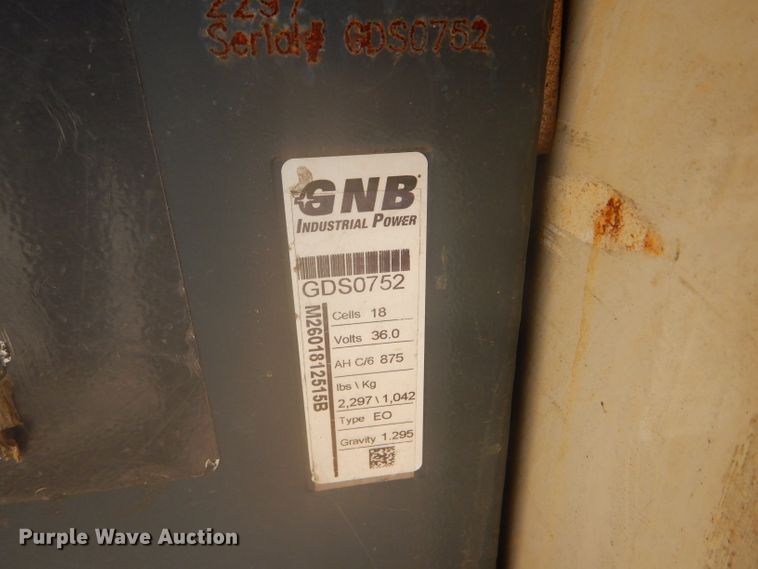 2297
Serial# GDS0752
GNB
INDUSTRIAL POWER
GDS0752
M2601812515B
Cells 18
Volts 36.0
AH C/6 875
lbs \ Kg
2,297 \ 1,042
Type EO
Gravity 1.295
Purple Wave Auction